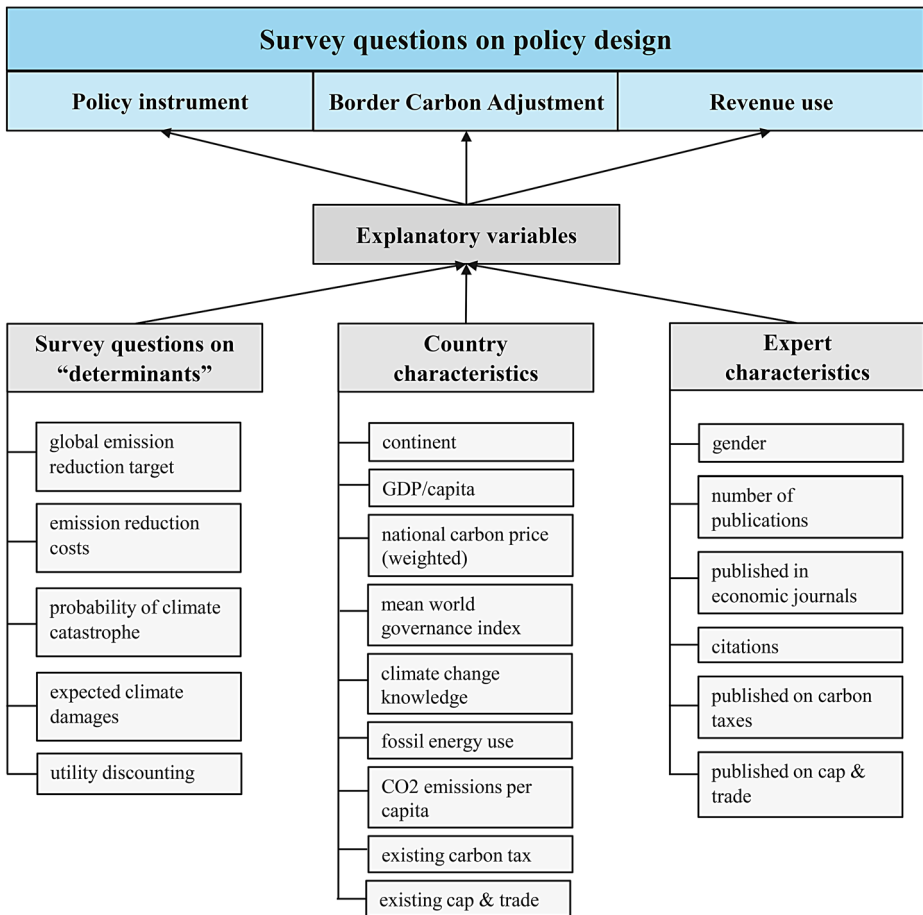 Survey questions on policy design
Policy instrument
Border Carbon Adjustment
Revenue use
Explanatory variables
Survey questions on
“determinants”
global emission
reduction target
emission reduction
costs
probability of climate
catastrophe
expected climate
damages
utility discounting
Country
characteristics
continent
GDP/capita
national carbon price
(weighted)
mean world
governance index
climate change
knowledge
fossil energy use
CO2 emissions per
capita
existing carbon tax
existing cap & trade
Expert
characteristics
gender
number of
publications
published in
economic journals
citations
published on carbon
taxes
published on cap &
trade